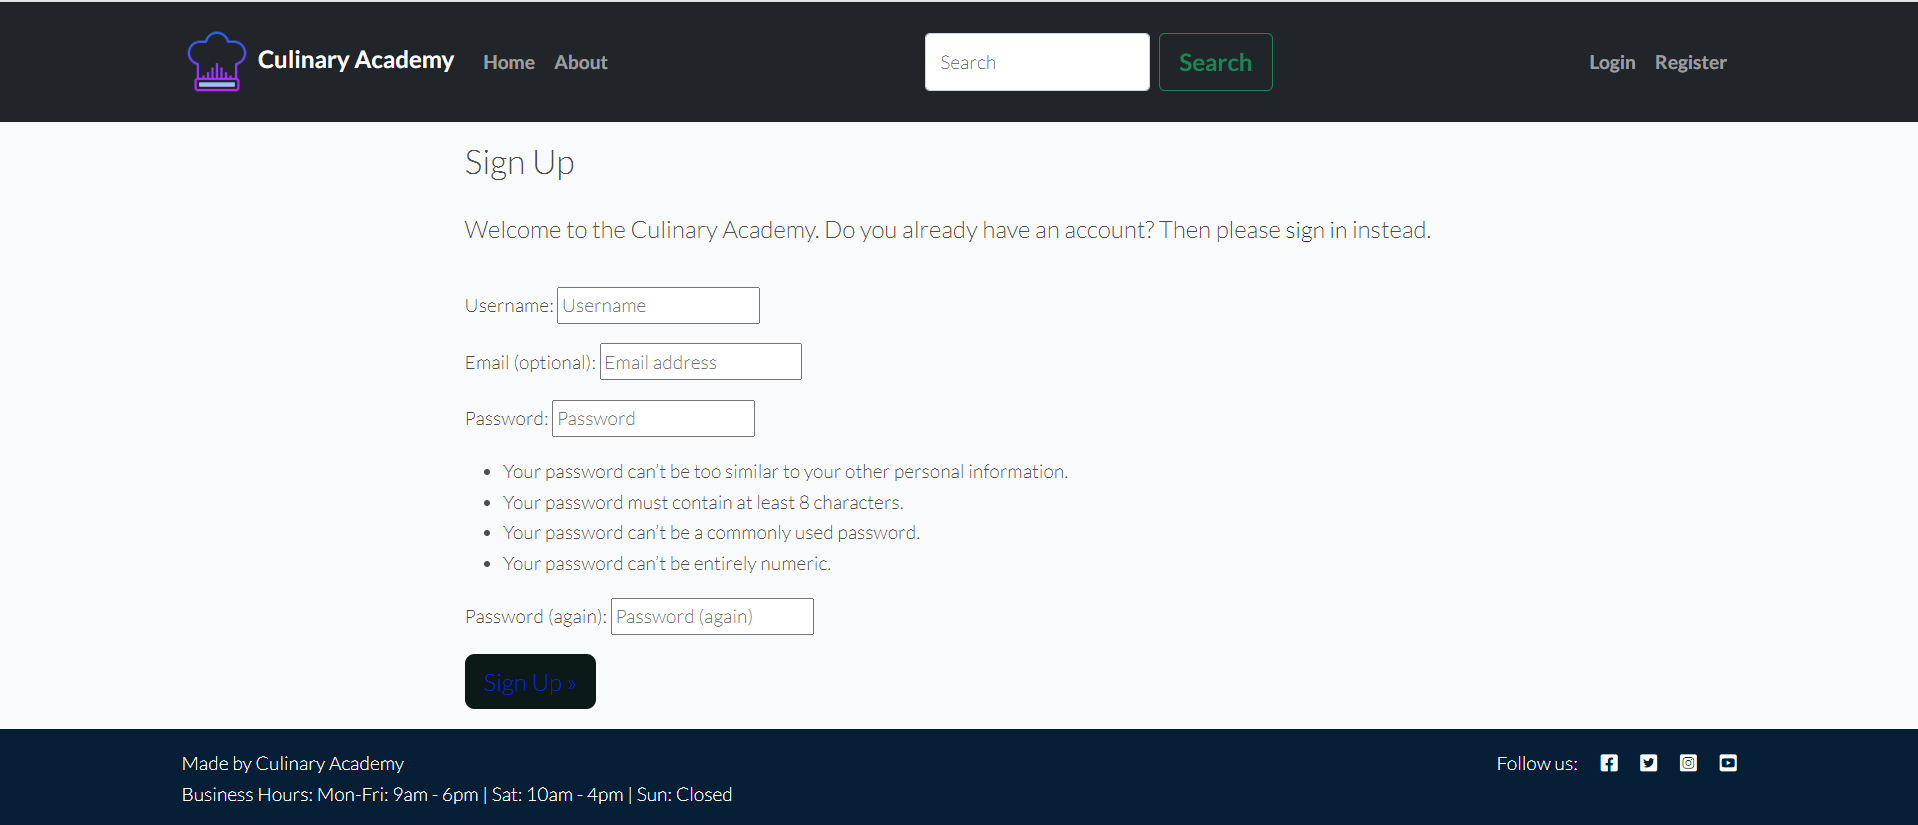 Culinary Academy Home About Search Search Login Register
Sign Up
Welcome to the Culinary Academy. Do you already have an account? Then please sign in instead.
Username: Username
Email (optional): Email address
Password: Password
• Your password can’t be too similar to your other personal information.
• Your password must contain at least 8 characters.
• Your password can’t be a commonly used password.
• Your password can’t be entirely numeric.
Password (again): Password (again)
Sign Up »
Made by Culinary Academy Follow us:
Business Hours: Mon-Fri: 9am - 6pm | Sat: 10am - 4pm | Sun: Closed